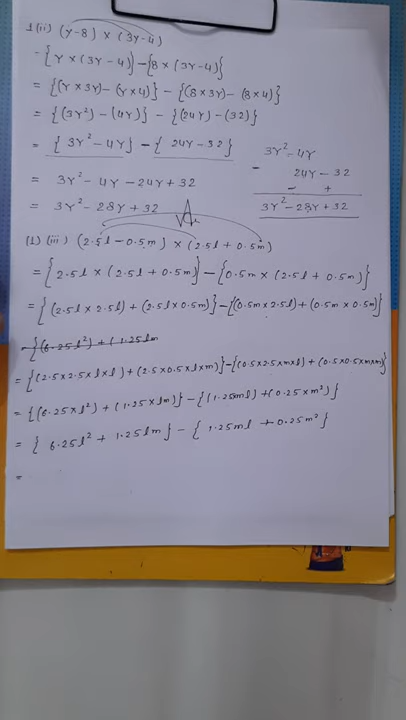 1(ii) (Y-8) × (3Y-4)
= {Y × (3Y-4)} - {8 × (3Y-4)}
= {(Y × 3Y) - (Y × 4)} - {(8 × 3Y) - (8 × 4)}
= {(3Y²) - (4Y)} - {(24Y) - (32)}
= {3Y² - 4Y} - {24Y - 32}
3Y² - 4Y
- 24Y - 32
- +
3Y² - 28Y + 32
= 3Y² - 4Y - 24Y + 32
= 3Y² - 28Y + 32
(1) (iii) (2.5l - 0.5m) × (2.5l + 0.5m)
= {2.5l × (2.5l + 0.5m)} - {0.5m × (2.5l + 0.5m)}
= {(2.5l × 2.5l) + (2.5l × 0.5m)} - {(0.5m × 2.5l) + (0.5m × 0.5m)}
= {(6.25l²) + (1.25lm
= {(2.5×2.5×l×l) + (2.5×0.5×l×m)} - {(0.5×2.5×m×l) + (0.5×0.5×m×m)}
= {(6.25×l²) + (1.25×lm)} - {(1.25ml) + (0.25×m²)}
= {6.25l² + 1.25lm} - {1.25ml + 0.25m²}
=